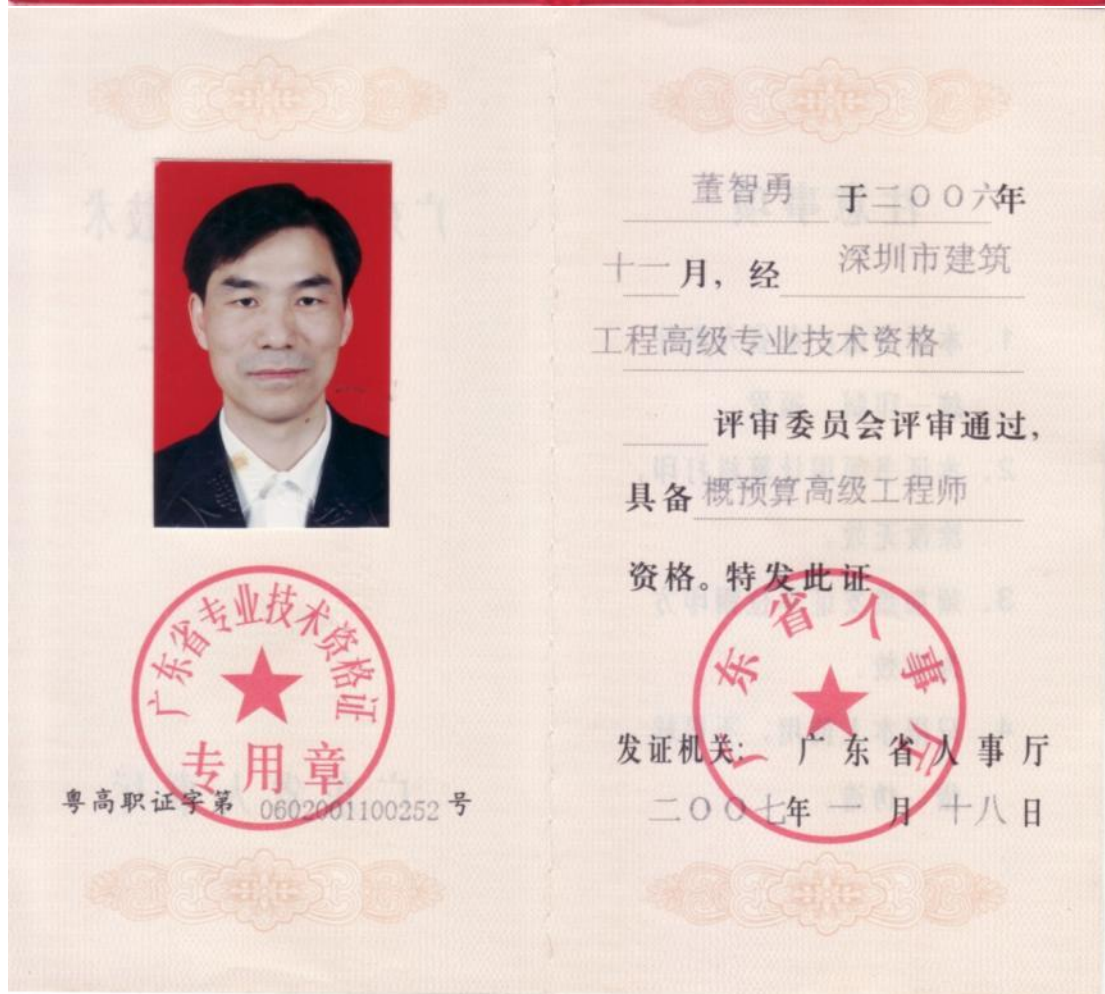 广东省专业技术资格证
专用章
粤高职证字第 0602001100252 号
董智勇 于二００六年
十一月，经 深圳市建筑
工程高级专业技术资格
评审委员会评审通过，
具备 概预算高级工程师
资格。特发此证
广东省人事厅
发证机关：广东省人事厅
二００七年 一 月 十八 日